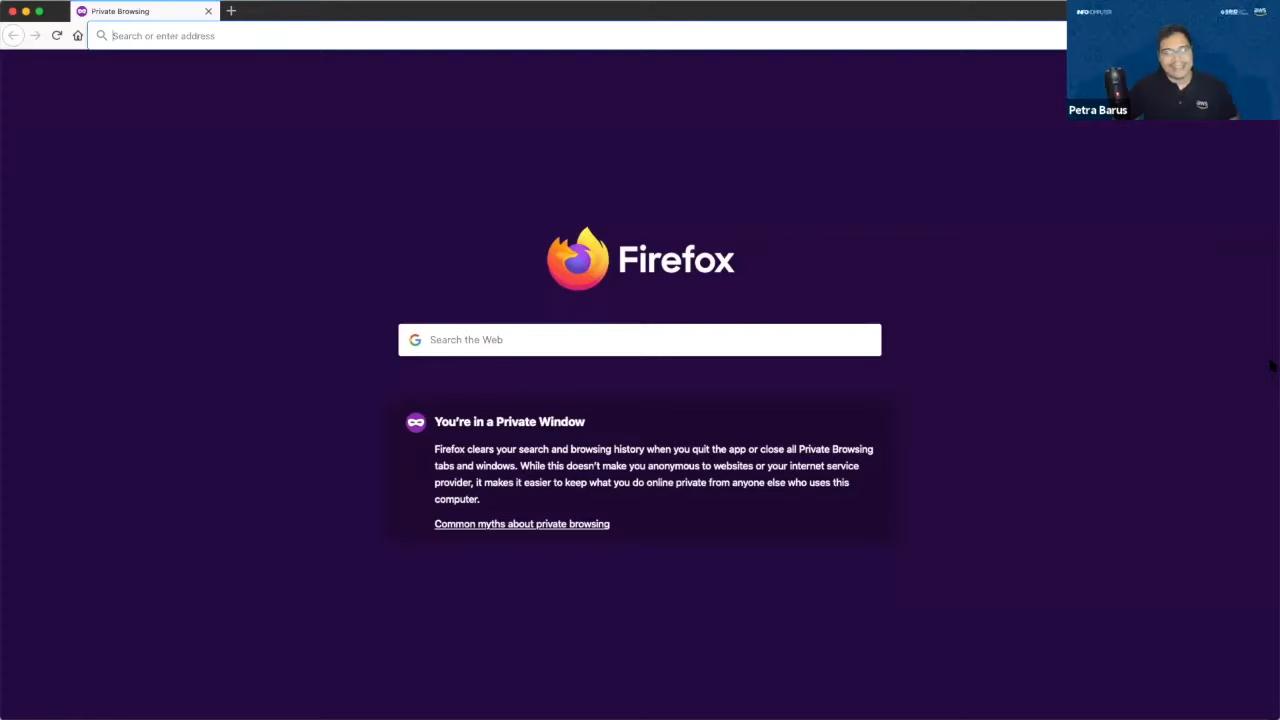 Private Browsing
Search or enter address
INFOKOMPUTER
aws
aws
Petra Barus
Firefox
Search the Web
You're in a Private Window
Firefox clears your search and browsing history when you quit the app or close all Private Browsing
tabs and windows. While this doesn't make you anonymous to websites or your internet service
provider, it makes it easier to keep what you do online private from anyone else who uses this
computer.
Common myths about private browsing